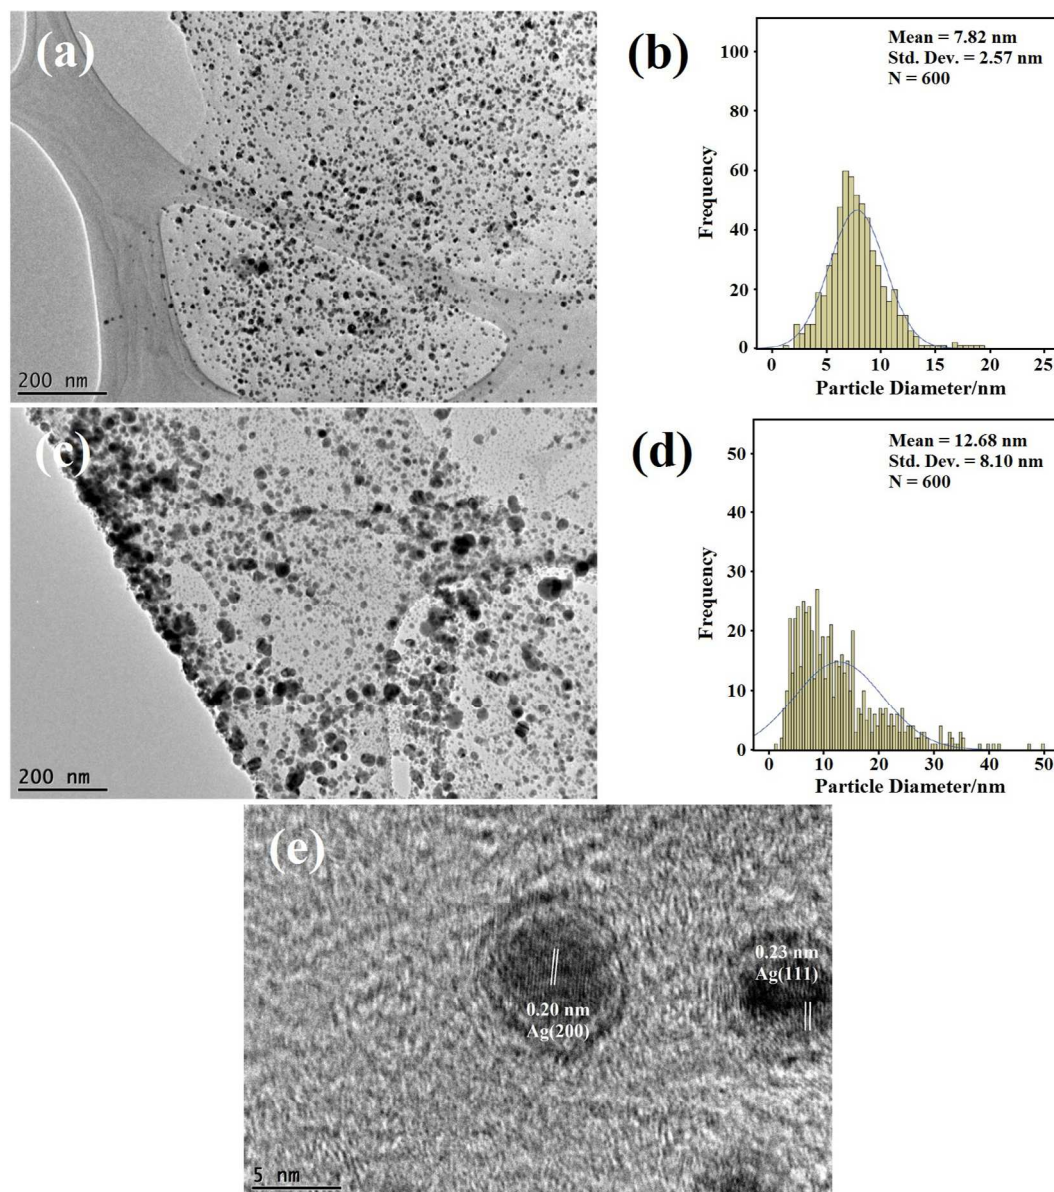 (a)
200 nm
(b)
Mean = 7.82 nm
Std. Dev. = 2.57 nm
N = 600
Frequency
100
80
60
40
20
0
0 5 10 15 20 25
Particle Diameter/nm
(c)
200 nm
(d)
Mean = 12.68 nm
Std. Dev. = 8.10 nm
N = 600
Frequency
50
40
30
20
10
0
0 10 20 30 40 50
Particle Diameter/nm
(e)
0.20 nm
Ag(200)
0.23 nm
Ag(111)
5 nm